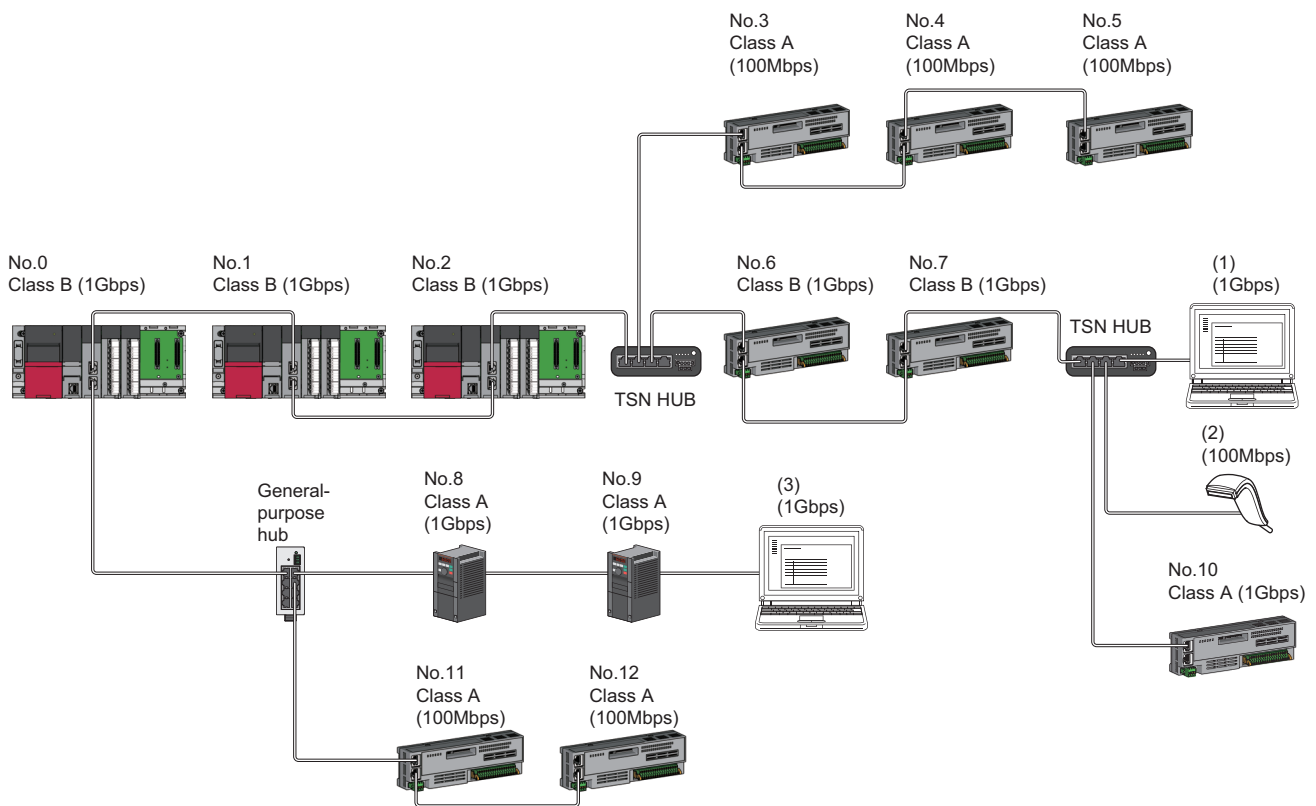 No.3
Class A
(100Mbps)
No.4
Class A
(100Mbps)
No.5
Class A
(100Mbps)
No.0
Class B (1Gbps)
No.1
Class B (1Gbps)
No.2
Class B (1Gbps)
TSN HUB
No.6
Class B (1Gbps)
No.7
Class B (1Gbps)
TSN HUB
(1)
(1Gbps)
(2)
(100Mbps)
General-
purpose
hub
No.8
Class A
(1Gbps)
No.9
Class A
(1Gbps)
(3)
(1Gbps)
No.10
Class A (1Gbps)
No.11
Class A
(100Mbps)
No.12
Class A
(100Mbps)